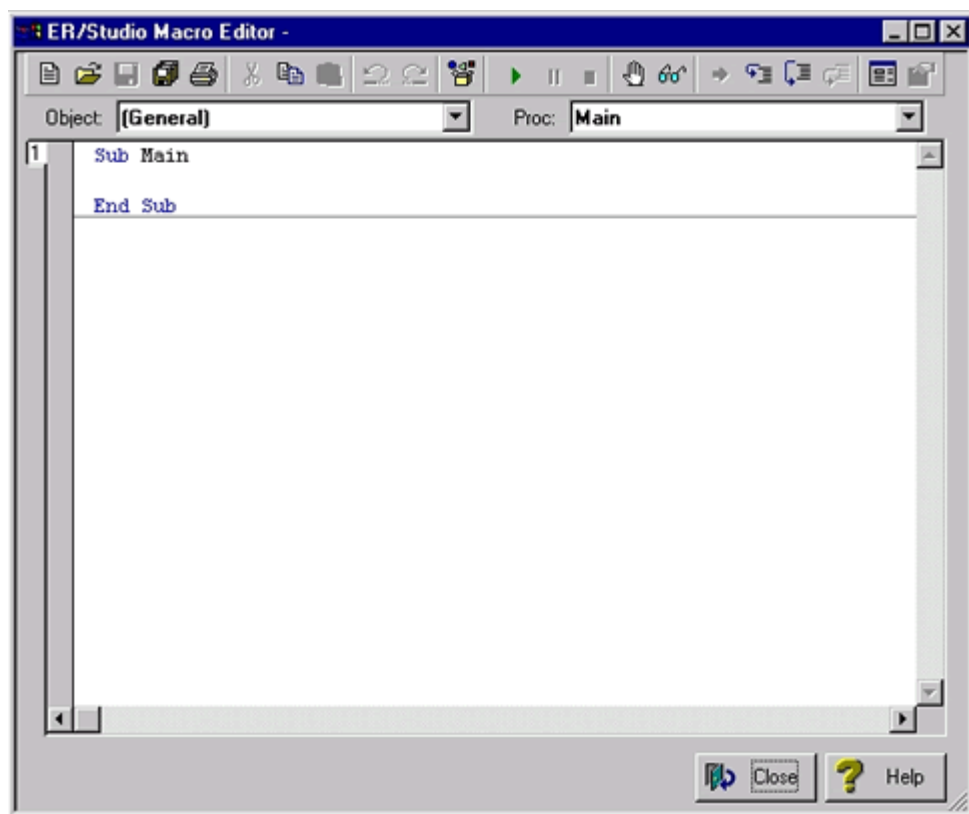 ER/Studio Macro Editor -
Object: (General) Proc: Main
1
Sub Main
End Sub
Close Help